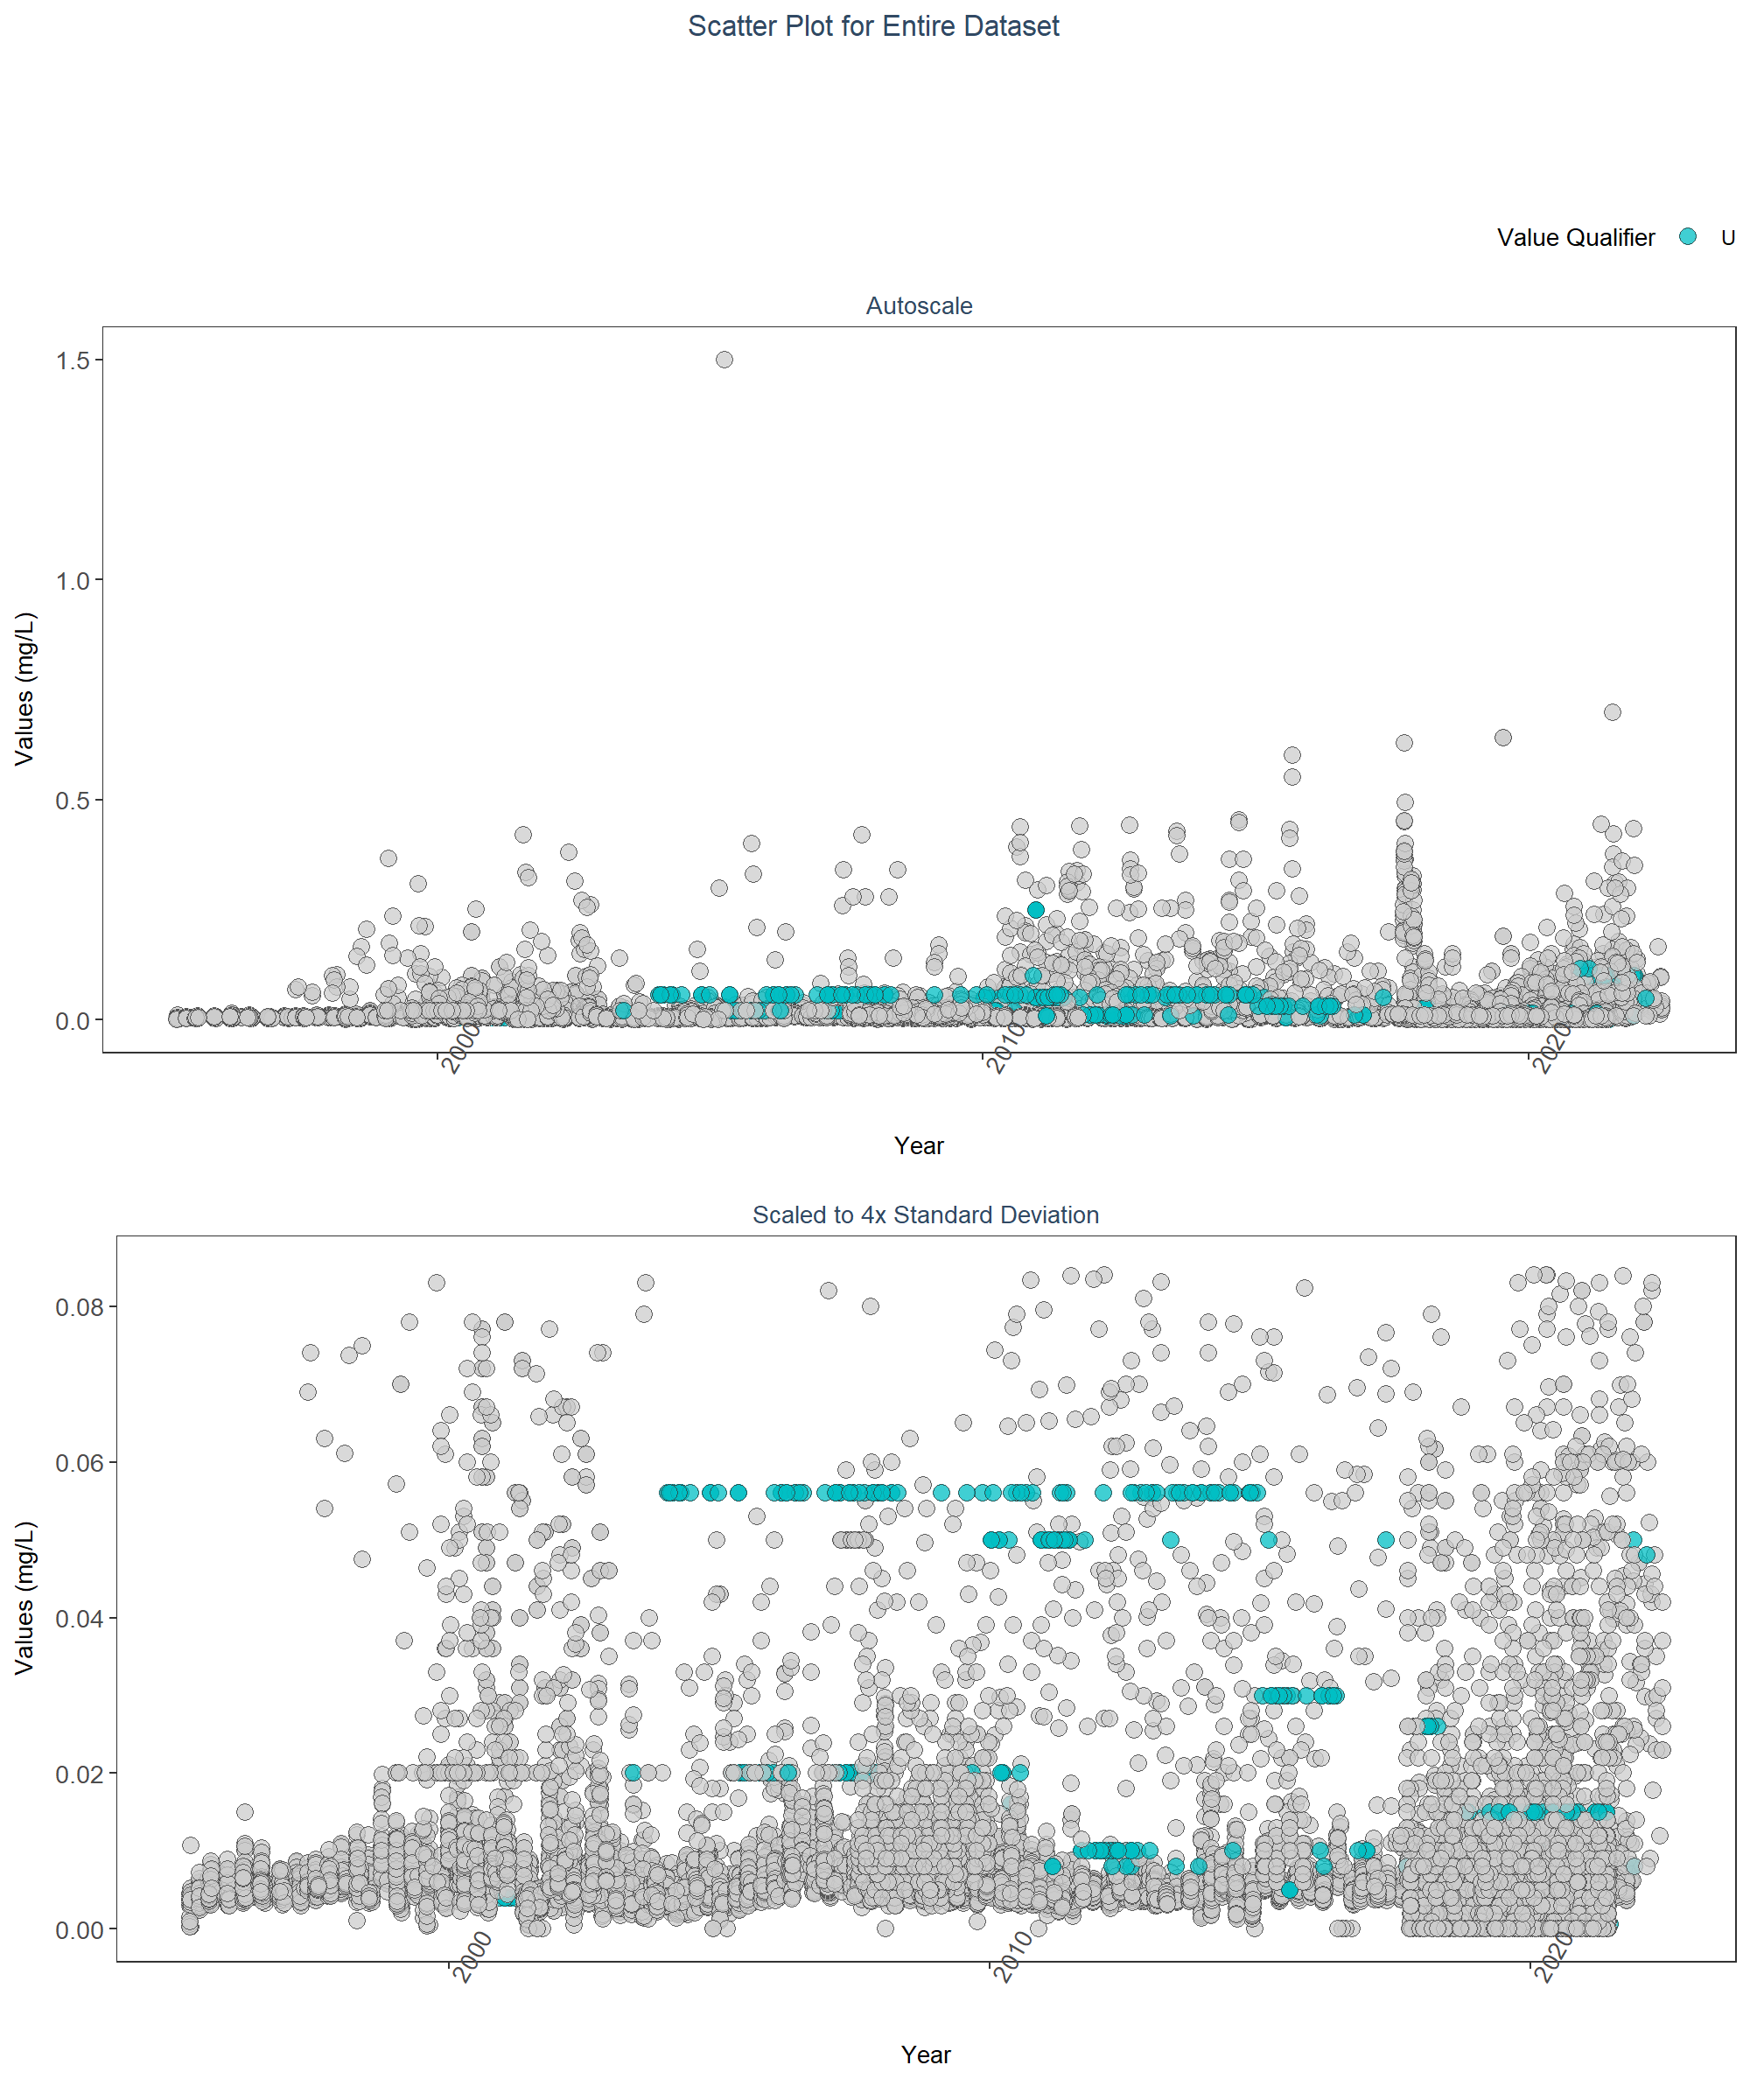 Scatter Plot for Entire Dataset
Value Qualifier U
Autoscale
1.5
1.0
0.5
0.0
Values (mg/L)
2000 2010 2020
Year
Scaled to 4x Standard Deviation
0.08
0.06
0.04
0.02
0.00
Values (mg/L)
2000 2010 2020
Year